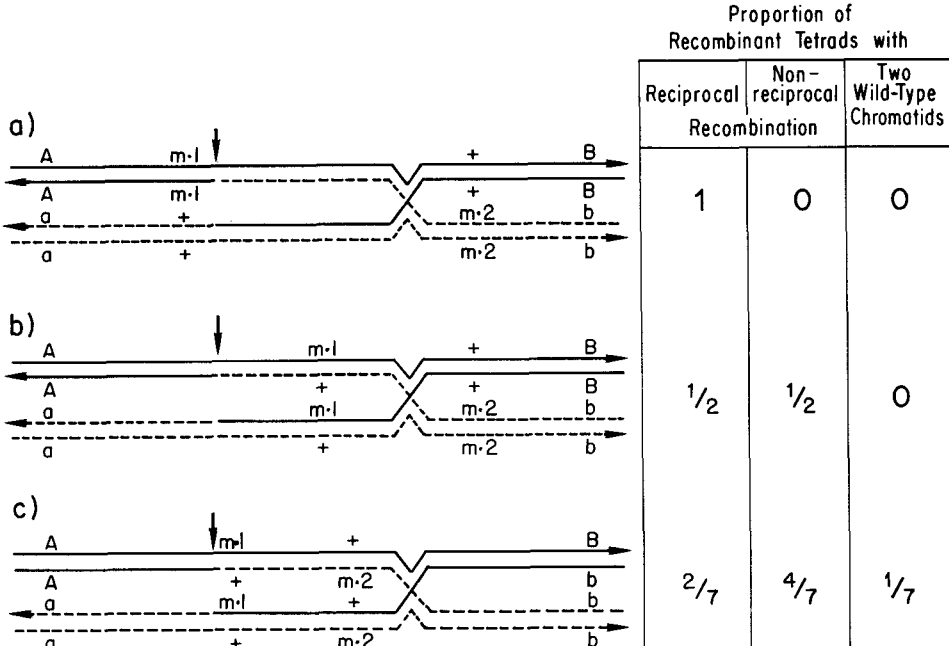 Proportion of
Recombinant Tetrads with
Reciprocal Non-reciprocal Two Wild-Type Chromatids
Recombination
a)
A m·1 + B
A m·1 + B
a + m·2 b
a + m·2 b
1 0 0
b)
A m·1 + B
A + + B
a m·1 m·2 b
a + m·2 b
1/2 1/2 0
c)
A m·1 + B
A + m·2 b
a m·1 + b
a + m·2 b
2/7 4/7 1/7